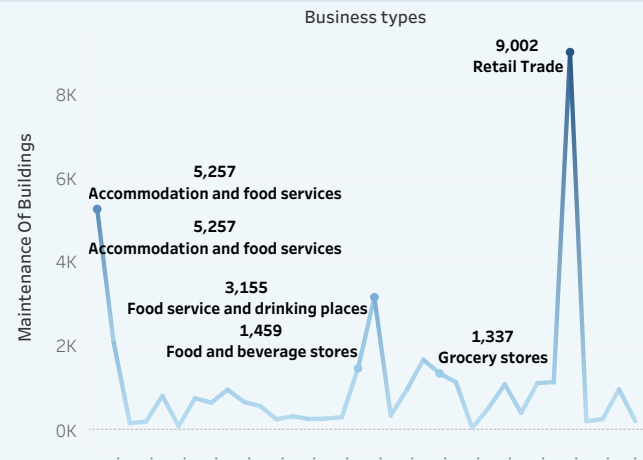 Business types
9,002
Retail Trade
8K
5,257
Accommodation and food services
6K
5,257
Accommodation and food services
4K
3,155
Food service and drinking places
1,459
Food and beverage stores
1,337
Grocery stores
2K
0K
Maintenance Of Buildings